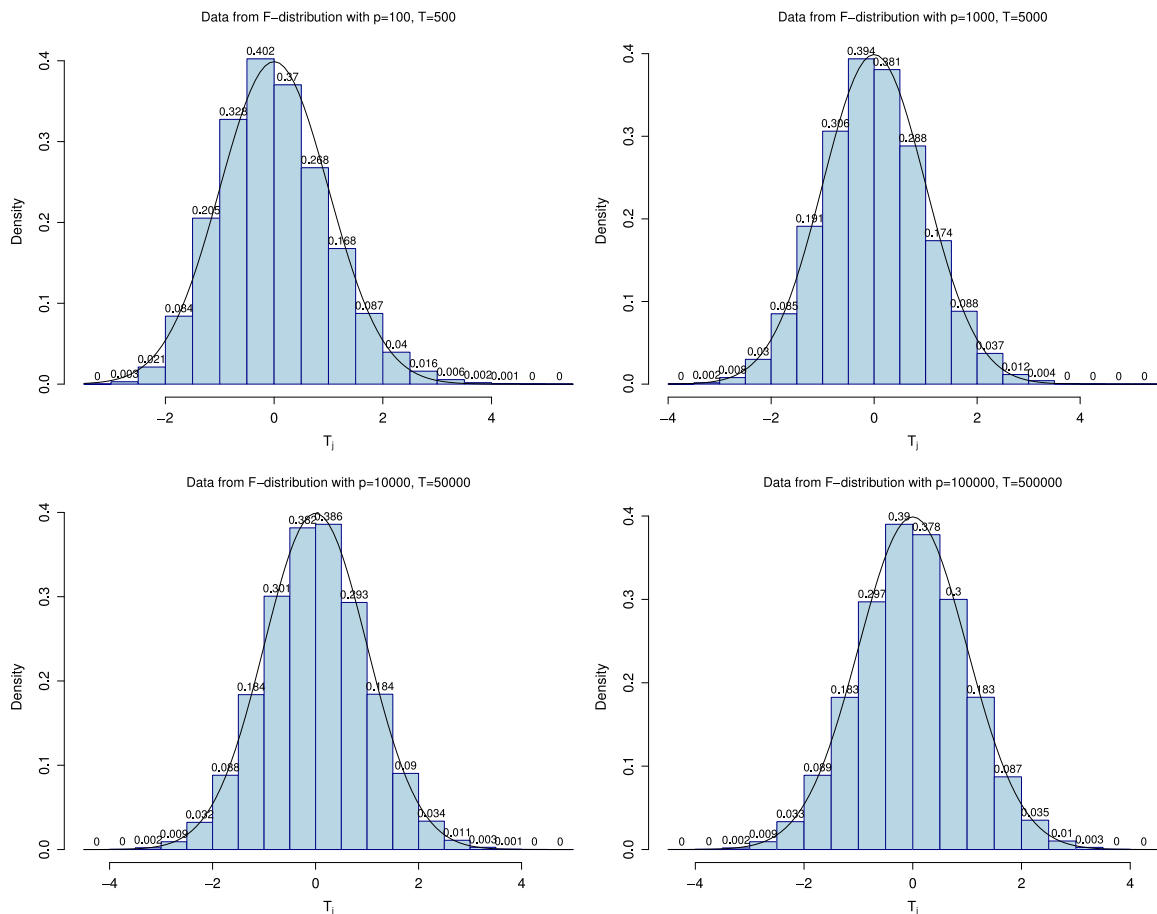 Data from F−distribution with p=100, T=500
Density
0.0 0.1 0.2 0.3 0.4
0 0.003 0.021 0.084 0.205 0.328 0.402 0.37 0.268 0.168 0.087 0.04 0.016 0.006 0.002 0.001 0 0
−2 0 2 4
T_j
Data from F−distribution with p=1000, T=5000
Density
0.0 0.1 0.2 0.3 0.4
0 0.002 0.008 0.03 0.085 0.191 0.306 0.394 0.381 0.288 0.174 0.088 0.037 0.012 0.004 0 0 0 0
−4 −2 0 2 4
T_j
Data from F−distribution with p=10000, T=50000
Density
0.0 0.1 0.2 0.3 0.4
0 0 0.002 0.009 0.032 0.088 0.184 0.301 0.382 0.386 0.293 0.184 0.09 0.034 0.011 0.003 0.001 0 0
−4 −2 0 2 4
T_j
Data from F−distribution with p=100000, T=500000
Density
0.0 0.1 0.2 0.3 0.4
0 0 0.002 0.009 0.033 0.089 0.183 0.297 0.39 0.378 0.3 0.183 0.087 0.035 0.01 0.003 0 0 0
−4 −2 0 2 4
T_j